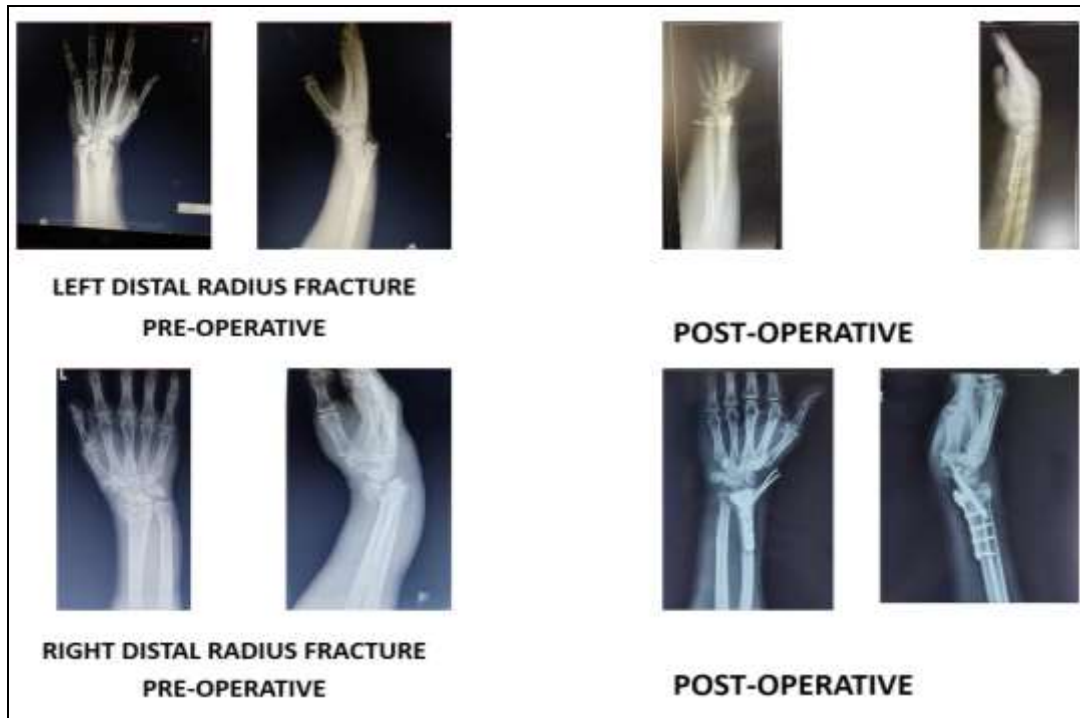 LEFT DISTAL RADIUS FRACTURE
PRE-OPERATIVE
POST-OPERATIVE
RIGHT DISTAL RADIUS FRACTURE
PRE-OPERATIVE
POST-OPERATIVE